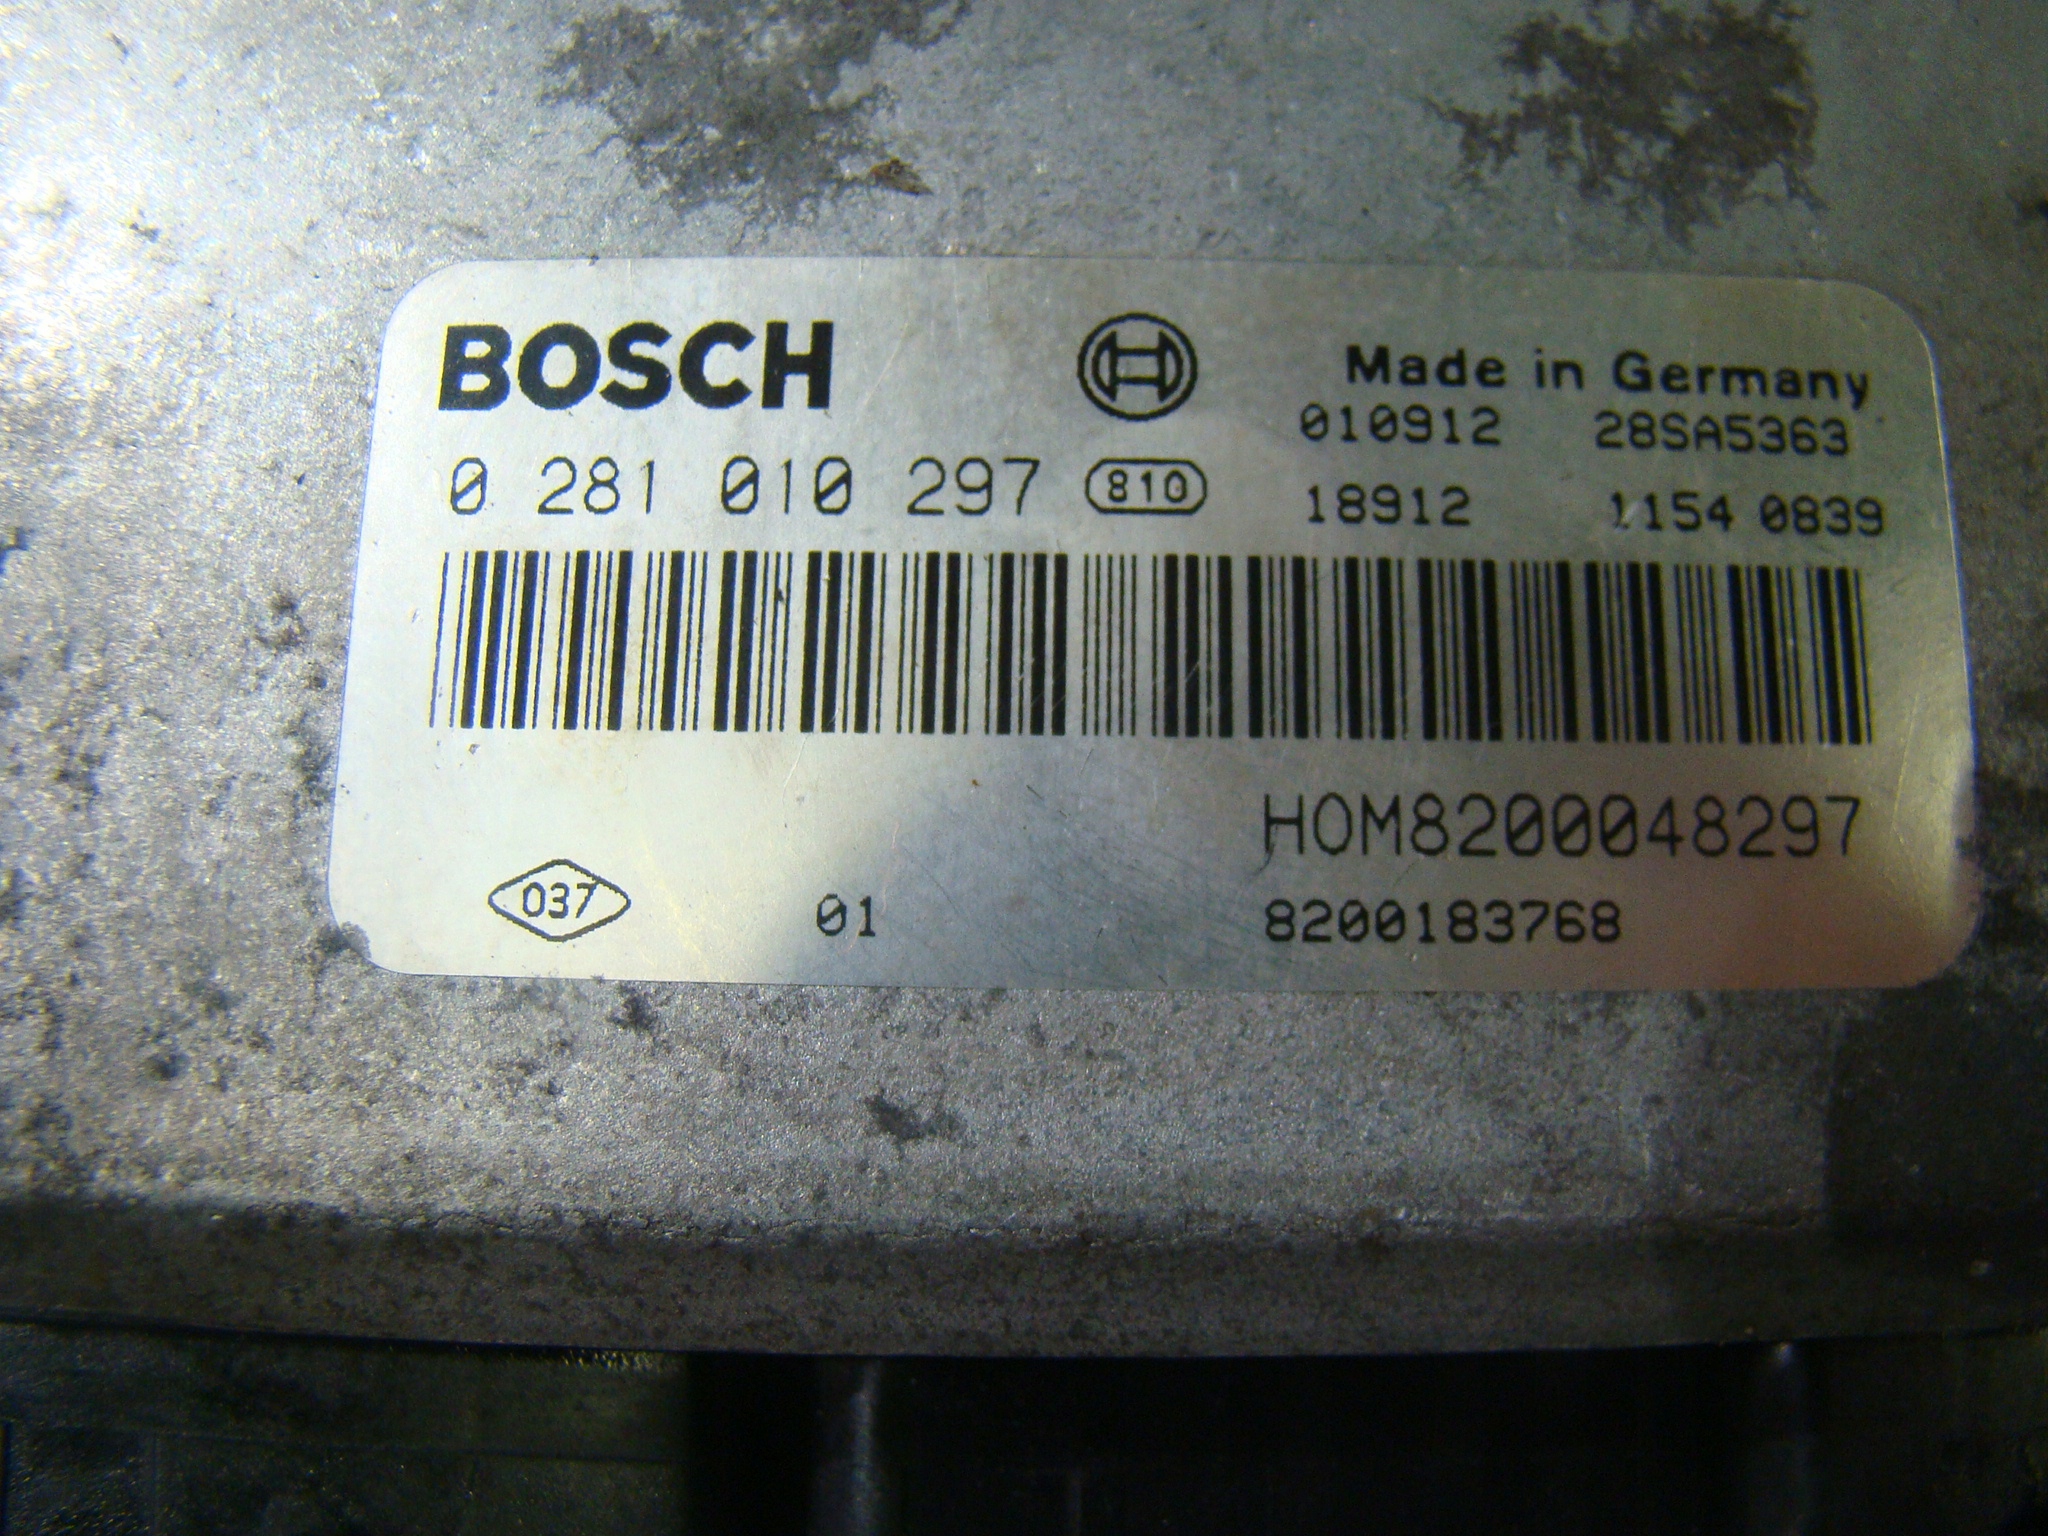 BOSCH
Made in Germany
010912 28SA5363
0 281 010 297 810
18912 1154 0839
HOM8200048297
037 01 8200183768